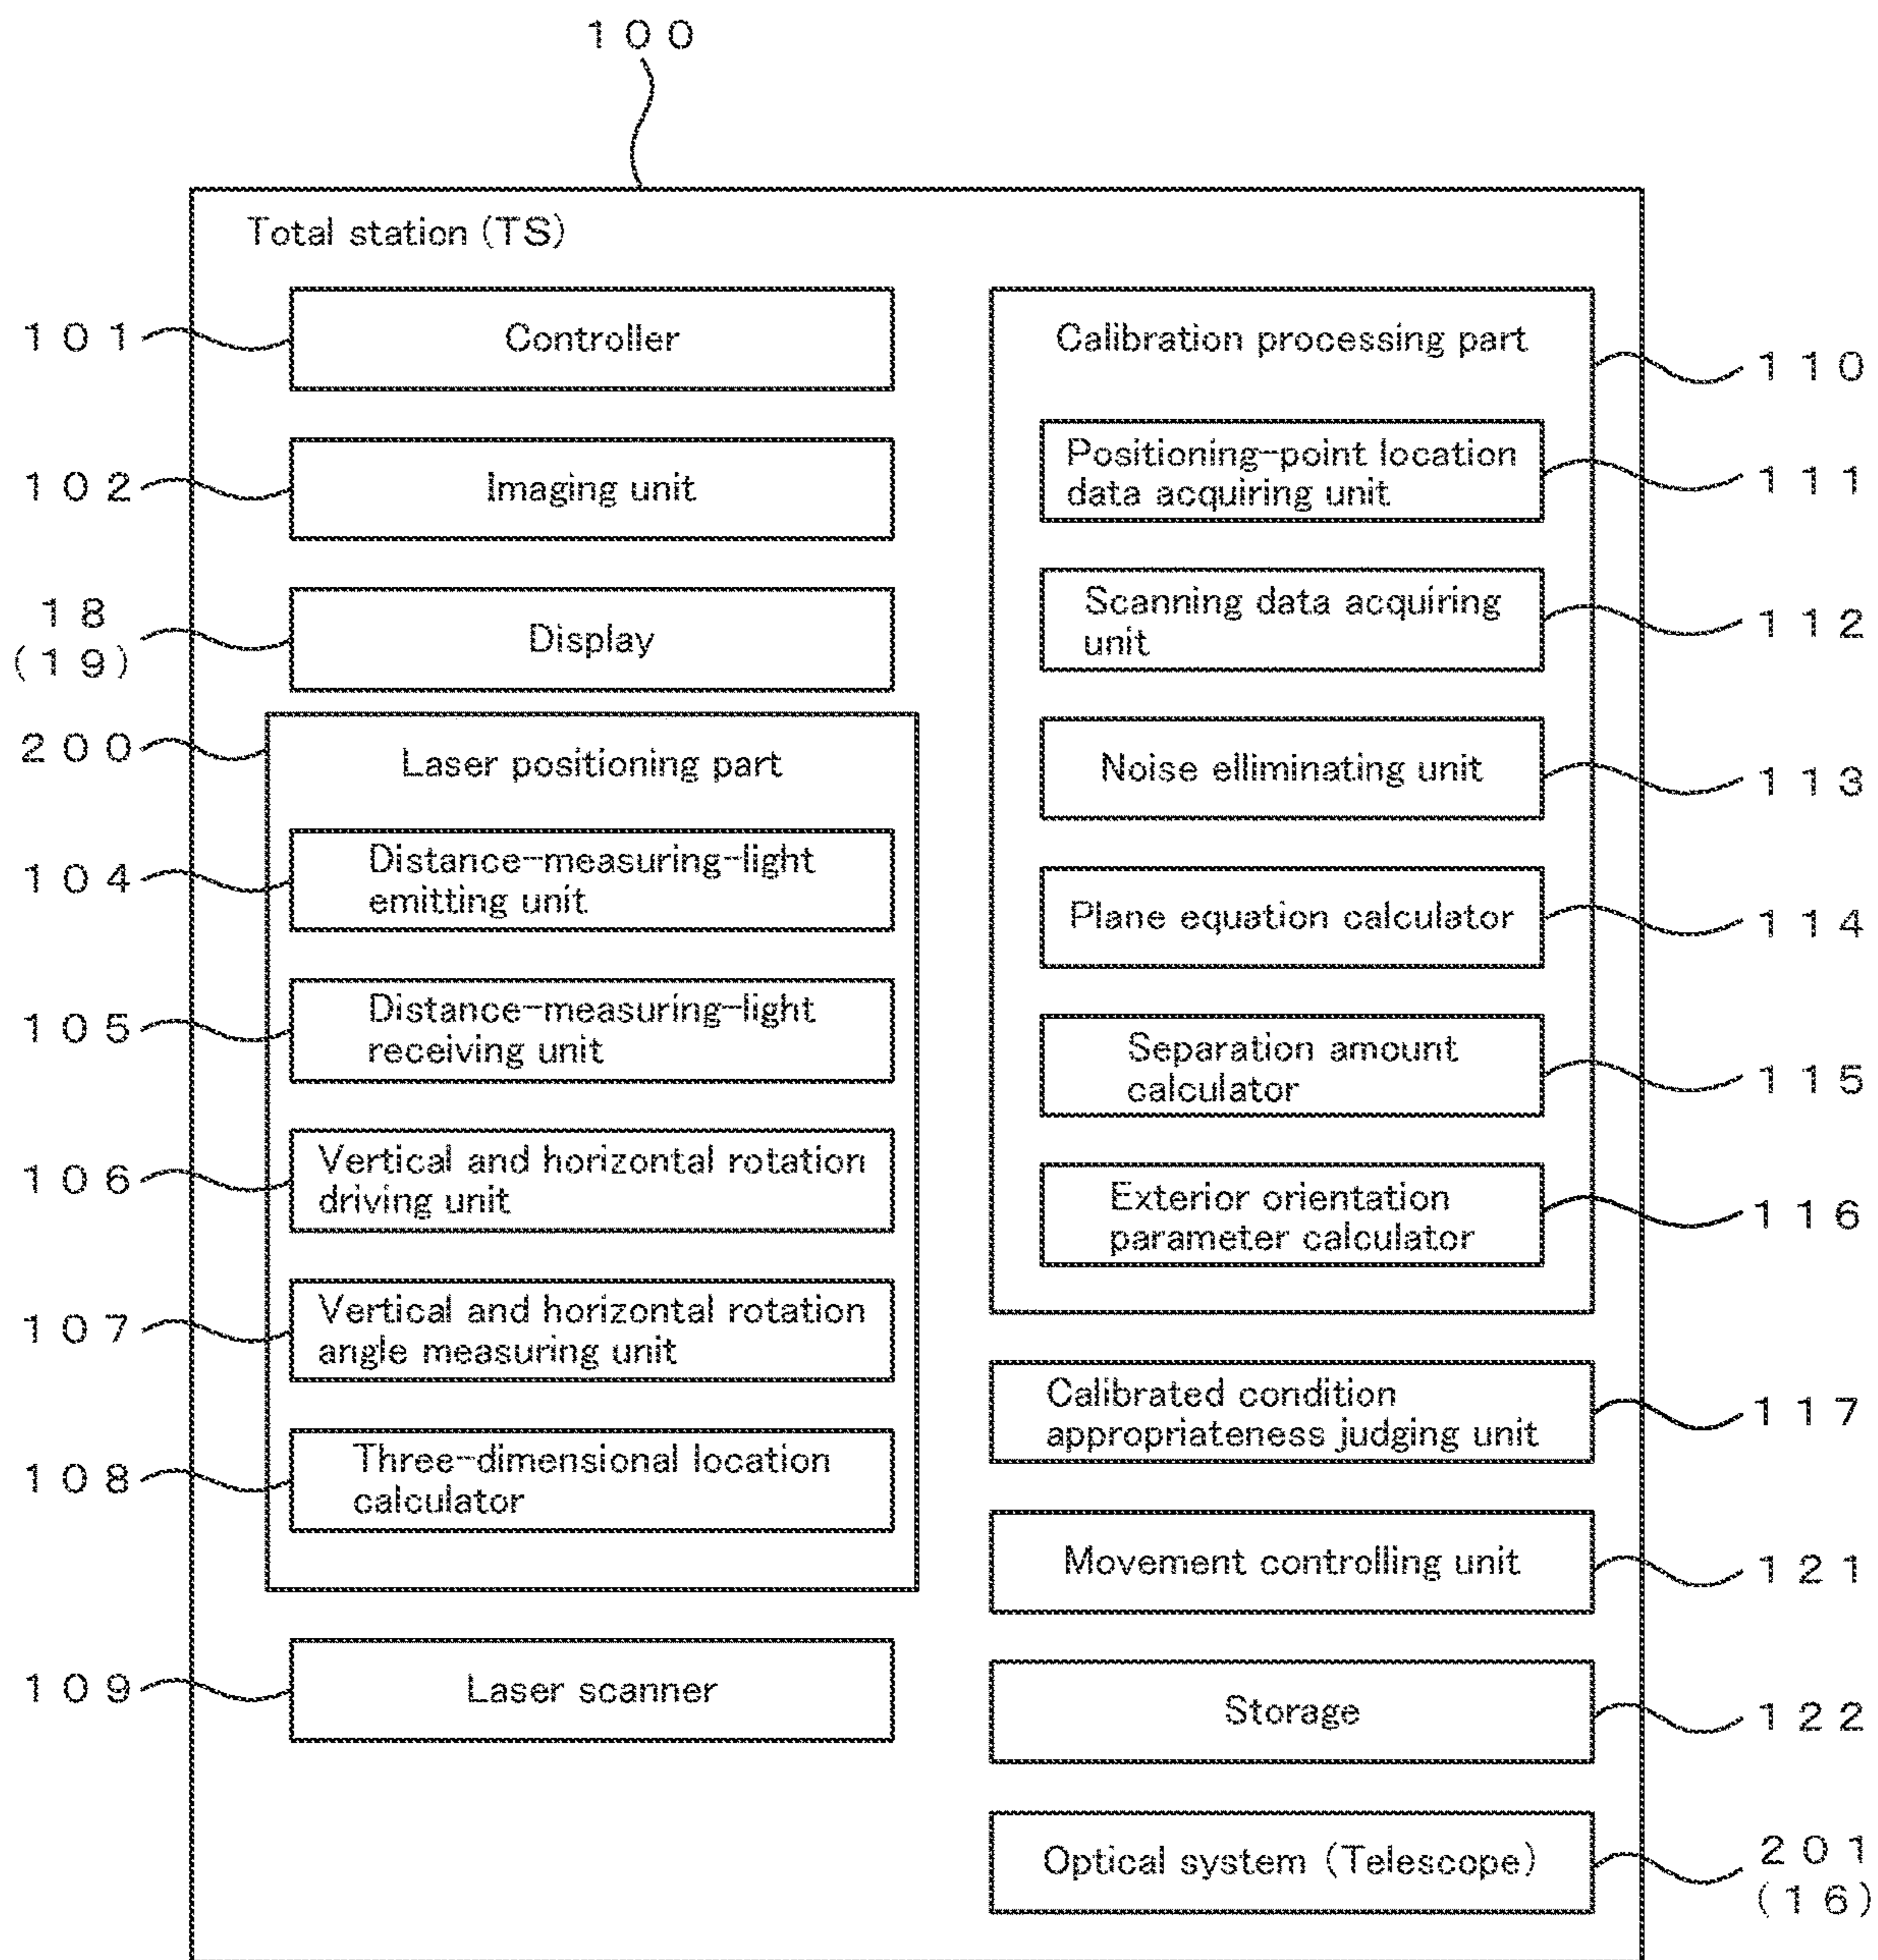 １００
Total station (TS)
１０１
Controller
１０２
Imaging unit
１８
(１９)
Display
２００
Laser positioning part
１０４
Distance-measuring-light
emitting unit
１０５
Distance-measuring-light
receiving unit
１０６
Vertical and horizontal rotation
driving unit
１０７
Vertical and horizontal rotation
angle measuring unit
１０８
Three-dimensional location
calculator
１０９
Laser scanner
Calibration processing part
１１０
Positioning-point location
data acquiring unit
１１１
Scanning data acquiring
unit
１１２
Noise elliminating unit
１１３
Plane equation calculator
１１４
Separation amount
calculator
１１５
Exterior orientation
parameter calculator
１１６
Calibrated condition
appropriateness judging unit
１１７
Movement controlling unit
１２１
Storage
１２２
Optical system (Telescope)
２０１
(１６)